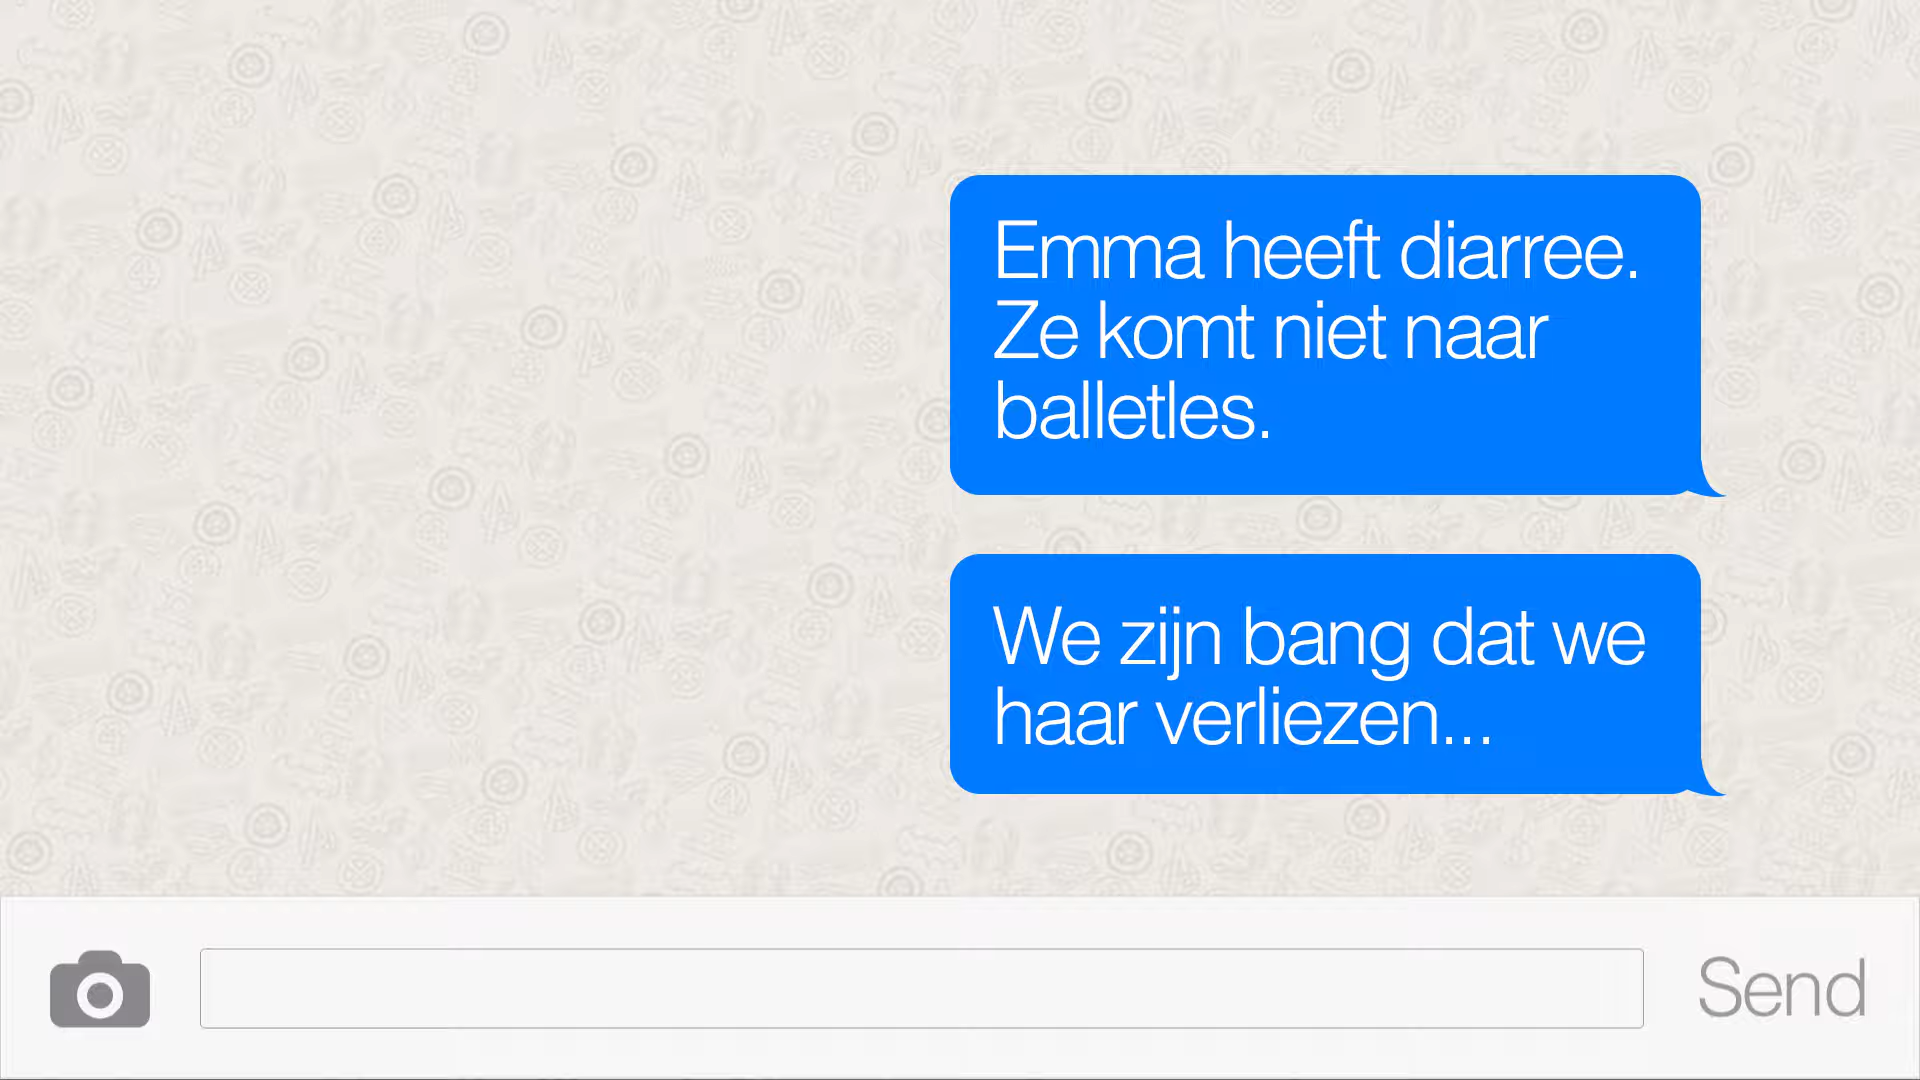 Emma heeft diarree.
Ze komt niet naar
balletles.
We zijn bang dat we
haar verliezen...
Send